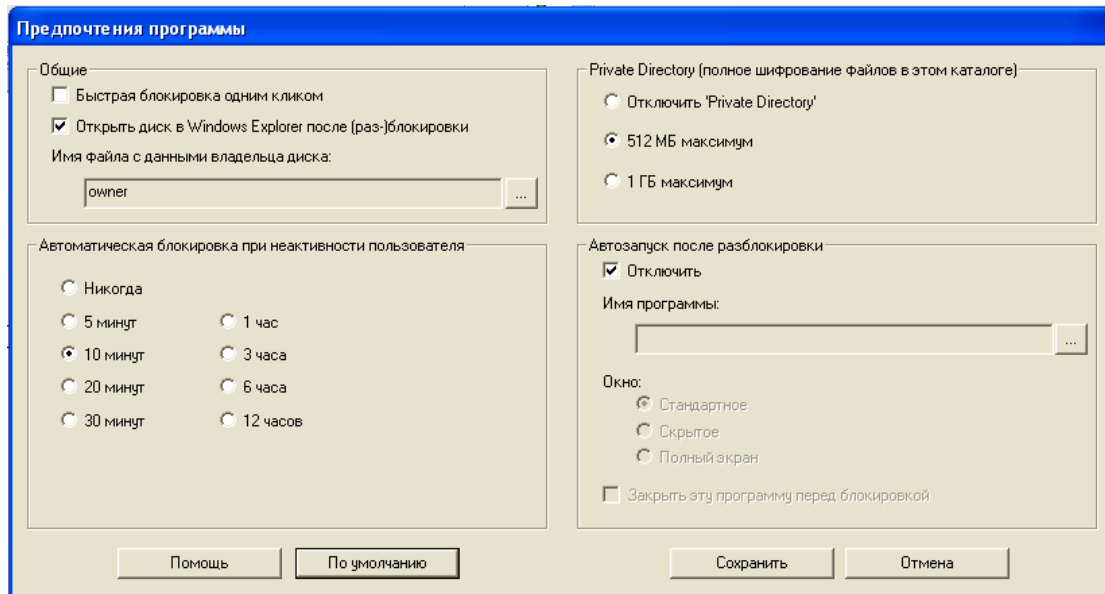 Предпочтения программы
Общие
Быстрая блокировка одним кликом
Открыть диск в Windows Explorer после (раз-)блокировки
Имя файла с данными владельца диска:
owner
...
Private Directory (полное шифрование файлов в этом каталоге)
Отключить 'Private Directory'
512 МБ максимум
1 ГБ максимум
Автоматическая блокировка при неактивности пользователя
Никогда
5 минут
1 час
10 минут
3 часа
20 минут
6 часа
30 минут
12 часов
Автозапуск после разблокировки
Отключить
Имя программы:
...
Окно:
Стандартное
Скрытое
Полный экран
Закрыть эту программу перед блокировкой
Помощь
По умолчанию
Сохранить
Отмена